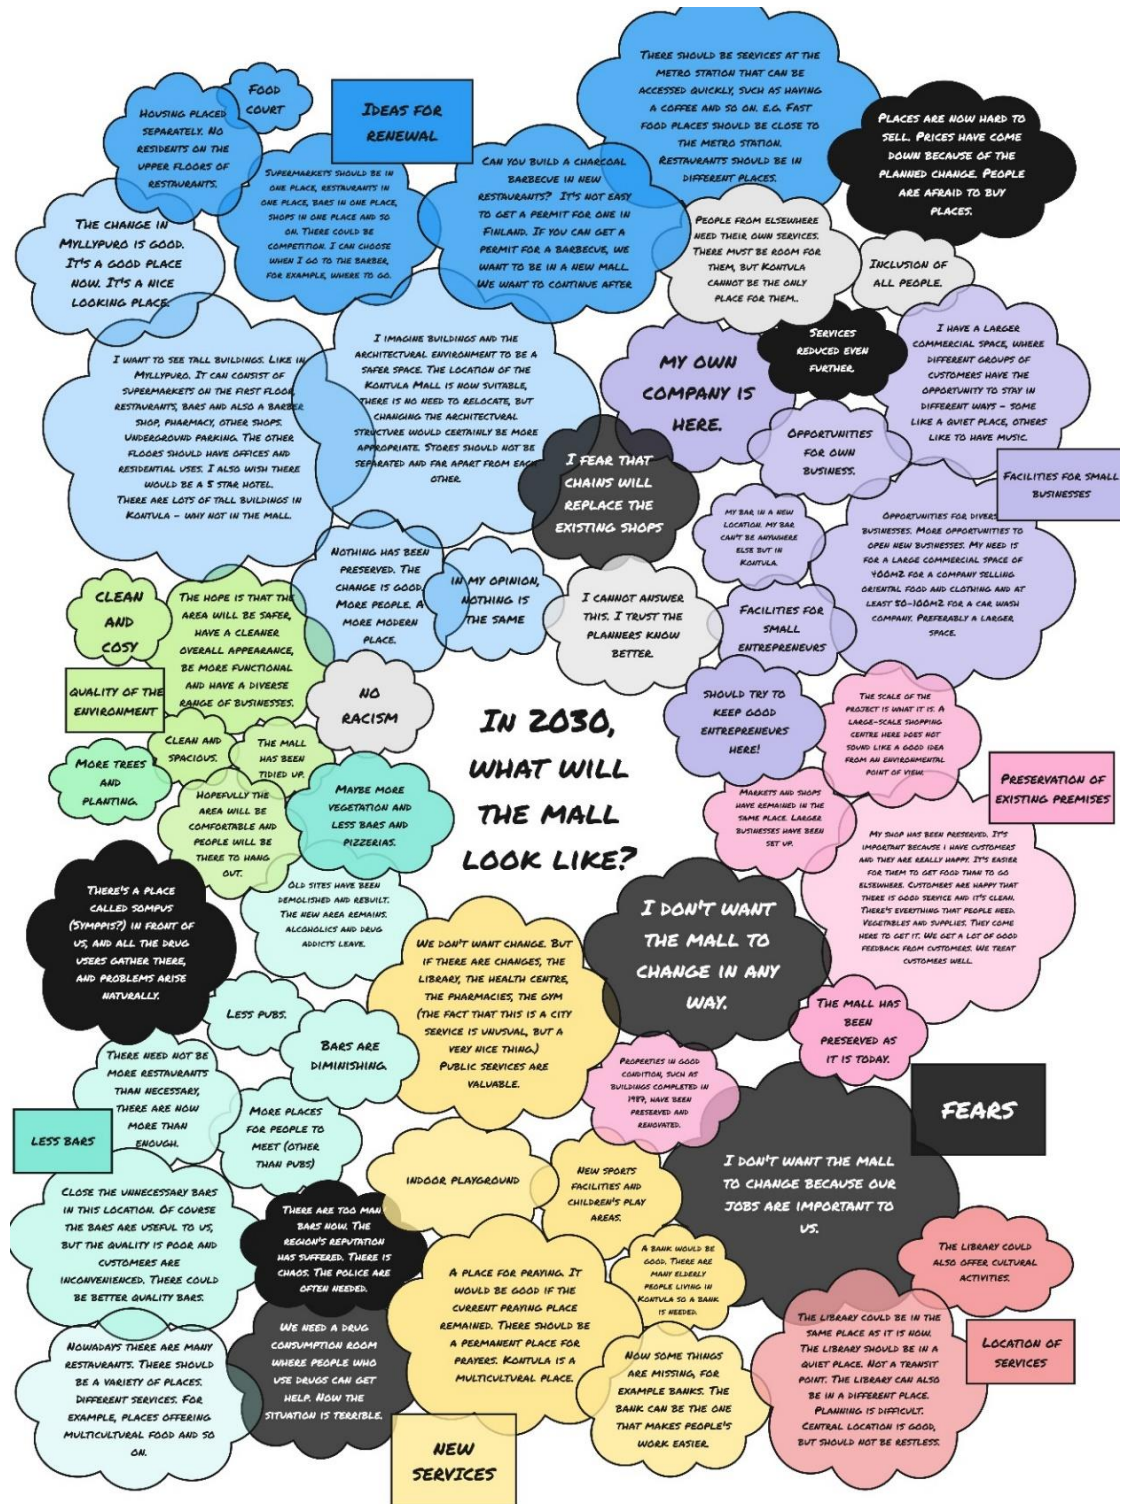 THERE SHOULD BE SERVICES AT THE
METRO STATION THAT CAN BE
ACCESSED QUICKLY, SUCH AS HAVING
A COFFEE AND SO ON. E.G. FAST
FOOD PLACES SHOULD BE CLOSE TO
THE METRO STATION.
RESTAURANTS SHOULD BE IN
DIFFERENT PLACES.
FOOD
COURT
IDEAS FOR
RENEWAL
HOUSING PLACED
SEPARATELY. NO
RESIDENTS ON THE
UPPER FLOORS OF
RESTAURANTS.
PLACES ARE NOW HARD TO
SELL. PRICES HAVE COME
DOWN BECAUSE OF THE
PLANNED CHANGE. PEOPLE
ARE AFRAID TO BUY
PLACES.
SUPERMARKETS SHOULD BE IN
ONE PLACE, RESTAURANTS IN
ONE PLACE, BARS IN ONE PLACE,
SHOPS IN ONE PLACE AND SO
ON. THERE COULD BE
COMPETITION. I CAN CHOOSE
WHEN I GO TO THE BARBER,
FOR EXAMPLE, WHERE TO GO.
CAN YOU BUILD A CHARCOAL
BARBECUE IN NEW
RESTAURANTS? IT'S NOT EASY
TO GET A PERMIT FOR ONE IN
FINLAND. IF YOU CAN GET A
PERMIT FOR A BARBECUE, WE
WANT TO BE IN A NEW MALL.
WE WANT TO CONTINUE AFTER
THE CHANGE IN
MYLLYPURO IS GOOD.
IT'S A GOOD PLACE
NOW. IT'S A NICE
LOOKING PLACE.
PEOPLE FROM ELSEWHERE
NEED THEIR OWN SERVICES.
THERE MUST BE ROOM FOR
THEM, BUT KONTULA
CANNOT BE THE ONLY
PLACE FOR THEM..
INCLUSION OF
ALL PEOPLE.
I WANT TO SEE TALL BUILDINGS. LIKE IN
MYLLYPURO. IT CAN CONSIST OF
SUPERMARKETS ON THE FIRST FLOOR,
RESTAURANTS, BARS AND ALSO A BARBER
SHOP, PHARMACY, OTHER SHOPS.
UNDERGROUND PARKING. THE OTHER
FLOORS SHOULD HAVE OFFICES AND
RESIDENTIAL USES. I ALSO WISH THERE
WOULD BE A 5 STAR HOTEL.
THERE ARE LOTS OF TALL BUILDINGS IN
KONTULA – WHY NOT IN THE MALL.
I IMAGINE BUILDINGS AND THE
ARCHITECTURAL ENVIRONMENT TO BE A
SAFER SPACE. THE LOCATION OF THE
KONTULA MALL IS NOW SUITABLE,
THERE IS NO NEED TO RELOCATE, BUT
CHANGING THE ARCHITECTURAL
STRUCTURE WOULD CERTAINLY BE MORE
APPROPRIATE. STORES SHOULD NOT BE
SEPARATED AND FAR APART FROM EACH
OTHER.
MY OWN
COMPANY IS
HERE.
SERVICES
REDUCED EVEN
FURTHER.
I HAVE A LARGER
COMMERCIAL SPACE, WHERE
DIFFERENT GROUPS OF
CUSTOMERS HAVE THE
OPPORTUNITY TO STAY IN
DIFFERENT WAYS – SOME
LIKE A QUIET PLACE, OTHERS
LIKE TO HAVE MUSIC.
OPPORTUNITIES
FOR OWN
BUSINESS.
FACILITIES FOR SMALL
BUSINESSES
I FEAR THAT
CHAINS WILL
REPLACE THE
EXISTING SHOPS
MY BAR IN A NEW
LOCATION. MY BAR
CAN'T BE ANYWHERE
ELSE BUT IN
KONTULA.
OPPORTUNITIES FOR DIVERS
BUSINESSES. MORE OPPORTUNITIES TO
OPEN NEW BUSINESSES. MY NEED IS
FOR A LARGE COMMERCIAL SPACE OF
400M2 FOR A COMPANY SELLING
ORIENTAL FOOD AND CLOTHING AND AT
LEAST 50-100M2 FOR A CAR WASH
COMPANY. PREFERABLY A LARGER
SPACE.
NOTHING HAS BEEN
PRESERVED. THE
CHANGE IS GOOD.
MORE PEOPLE. A
MORE MODERN
PLACE.
IN MY OPINION,
NOTHING IS
THE SAME
I CANNOT ANSWER
THIS. I TRUST THE
PLANNERS KNOW
BETTER.
FACILITIES FOR
SMALL
ENTREPRENEURS
CLEAN
AND
COSY
THE HOPE IS THAT THE
AREA WILL BE SAFER,
HAVE A CLEANER
OVERALL APPEARANCE,
BE MORE FUNCTIONAL
AND HAVE A DIVERSE
RANGE OF BUSINESSES.
QUALITY OF THE
ENVIRONMENT
NO
RACISM
SHOULD TRY TO
KEEP GOOD
ENTREPRENEURS
HERE!
THE SCALE OF THE
PROJECT IS WHAT IT IS. A
LARGE-SCALE SHOPPING
CENTRE HERE DOES NOT
SOUND LIKE A GOOD IDEA
FROM AN ENVIRONMENTAL
POINT OF VIEW.
IN 2030,
WHAT WILL
THE MALL
LOOK LIKE?
CLEAN AND
SPACIOUS.
THE MALL
HAS BEEN
TIDIED UP.
MORE TREES
AND
PLANTING.
HOPEFULLY THE
AREA WILL BE
COMFORTABLE AND
PEOPLE WILL BE
THERE TO HANG
OUT.
MAYBE MORE
VEGETATION AND
LESS BARS AND
PIZZERIAS.
MARKETS AND SHOPS
HAVE REMAINED IN THE
SAME PLACE. LARGER
BUSINESSES HAVE BEEN
SET UP.
PRESERVATION OF
EXISTING PREMISES
MY SHOP HAS BEEN PRESERVED. IT'S
IMPORTANT BECAUSE I HAVE CUSTOMERS
AND THEY ARE REALLY HAPPY. IT'S EASIER
FOR THEM TO GET FOOD THAN TO GO
ELSEWHERE. CUSTOMERS ARE HAPPY THAT
THERE IS GOOD SERVICE AND IT'S CLEAN.
THERE'S EVERYTHING THAT PEOPLE NEED.
VEGETABLES AND SUPPLIES. THEY COME
HERE TO GET IT. WE GET A LOT OF GOOD
FEEDBACK FROM CUSTOMERS. WE TREAT
CUSTOMERS WELL.
THERE'S A PLACE
CALLED SOMPUS
(SYMPPIS?) IN FRONT OF
US, AND ALL THE DRUG
USERS GATHER THERE,
AND PROBLEMS ARISE
NATURALLY.
OLD SITES HAVE BEEN
DEMOLISHED AND REBUILT.
THE NEW AREA REMAINS.
ALCOHOLICS AND DRUG
ADDICTS LEAVE.
WE DON'T WANT CHANGE. BUT
IF THERE ARE CHANGES, THE
LIBRARY, THE HEALTH CENTRE,
THE PHARMACIES, THE GYM
(THE FACT THAT THIS IS A CITY
SERVICE IS UNUSUAL, BUT A
VERY NICE THING.)
PUBLIC SERVICES ARE
VALUABLE.
I DON'T WANT
THE MALL TO
CHANGE IN ANY
WAY.
LESS PUBS.
BARS ARE
DIMINISHING.
THE MALL HAS
BEEN
PRESERVED AS
IT IS TODAY.
THERE NEED NOT BE
MORE RESTAURANTS
THAN NECESSARY,
THERE ARE NOW
MORE THAN
ENOUGH.
PROPERTIES IN GOOD
CONDITION, SUCH AS
BUILDINGS COMPLETED IN
1987, HAVE BEEN
PRESERVED AND
RENOVATED.
FEARS
LESS BARS
MORE PLACES
FOR PEOPLE TO
MEET (OTHER
THAN PUBS)
I DON'T WANT THE MALL
TO CHANGE BECAUSE OUR
JOBS ARE IMPORTANT TO
US.
INDOOR PLAYGROUND
NEW SPORTS
FACILITIES AND
CHILDREN'S PLAY
AREAS.
CLOSE THE UNNECESSARY BARS
IN THIS LOCATION. OF COURSE
THE BARS ARE USEFUL TO US,
BUT THE QUALITY IS POOR AND
CUSTOMERS ARE
INCONVENIENCED. THERE COULD
BE BETTER QUALITY BARS.
THERE ARE TOO MAN
BARS NOW. THE
REGION'S REPUTATION
HAS SUFFERED. THERE IS
CHAOS. THE POLICE ARE
OFTEN NEEDED.
A BANK WOULD BE
GOOD. THERE ARE
MANY ELDERLY
PEOPLE LIVING IN
KONTULA SO A BANK
IS NEEDED.
THE LIBRARY COULD
ALSO OFFER CULTURAL
ACTIVITIES.
A PLACE FOR PRAYING. IT
WOULD BE GOOD IF THE
CURRENT PRAYING PLACE
REMAINED. THERE SHOULD BE
A PERMANENT PLACE FOR
PRAYERS. KONTULA IS A
MULTICULTURAL PLACE.
THE LIBRARY COULD BE IN THE
SAME PLACE AS IT IS NOW.
THE LIBRARY SHOULD BE IN A
QUIET PLACE. NOT A TRANSIT
POINT. THE LIBRARY CAN ALSO
BE IN A DIFFERENT PLACE.
PLANNING IS DIFFICULT.
CENTRAL LOCATION IS GOOD,
BUT SHOULD NOT BE RESTLESS.
LOCATION OF
SERVICES
WE NEED A DRUG
CONSUMPTION ROOM
WHERE PEOPLE WHO
USE DRUGS CAN GET
HELP. NOW THE
SITUATION IS TERRIBLE.
NOWADAYS THERE ARE MANY
RESTAURANTS. THERE SHOULD
BE A VARIETY OF PLACES.
DIFFERENT SERVICES. FOR
EXAMPLE, PLACES OFFERING
MULTICULTURAL FOOD AND SO
ON.
NOW SOME THINGS
ARE MISSING, FOR
EXAMPLE BANKS. THE
BANK CAN BE THE ONE
THAT MAKES PEOPLE'S
WORK EASIER.
NEW
SERVICES